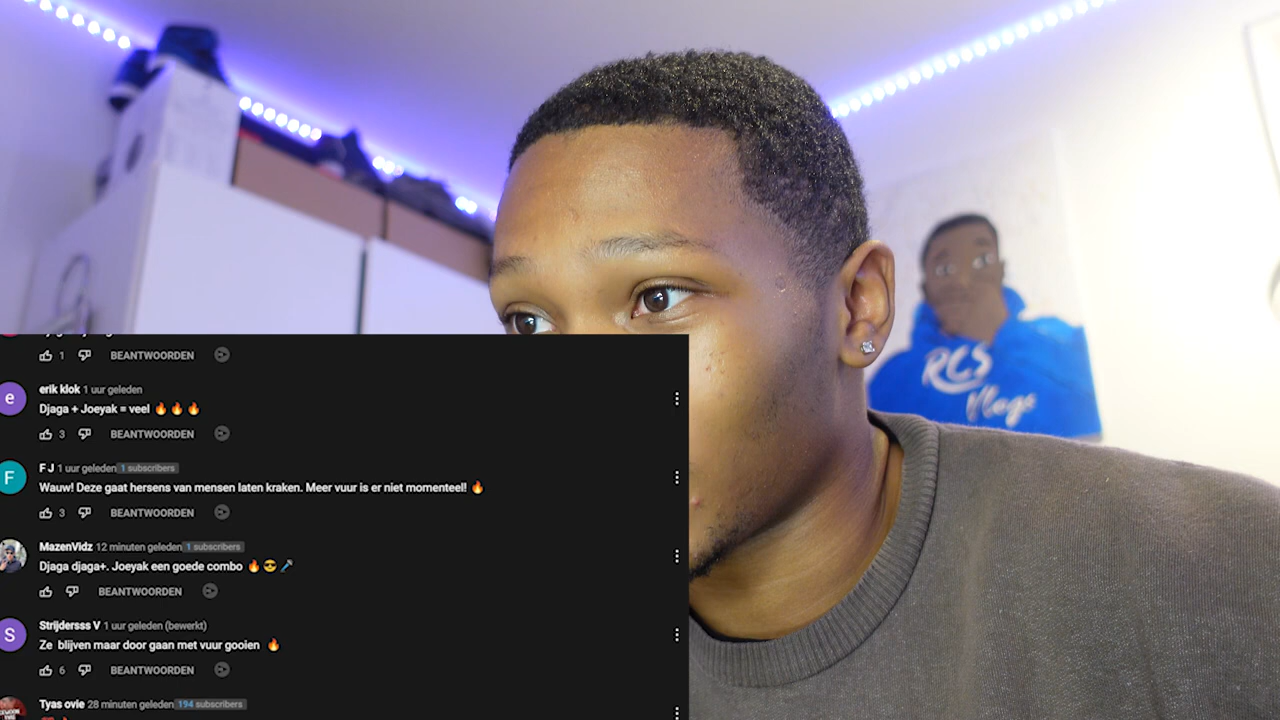 1 BEANTWOORDEN
erik klok 1 uur geleden
Djaga + Joeyak = veel 🔥🔥🔥
3 BEANTWOORDEN
F J 1 uur geleden 1 subscribers
Wauw! Deze gaat hersens van mensen laten kraken. Meer vuur is er niet momenteel! 🔥
3 BEANTWOORDEN
MazenVidz 12 minuten geleden 1 subscribers
Djaga djaga+. Joeyak een goede combo 🔥😎🎤
BEANTWOORDEN
Strijdersss V 1 uur geleden (bewerkt)
Ze blijven maar door gaan met vuur gooien 🔥
6 BEANTWOORDEN
Tyas ovie 28 minuten geleden 194 subscribers
e
F
S
RCS
Vlogs